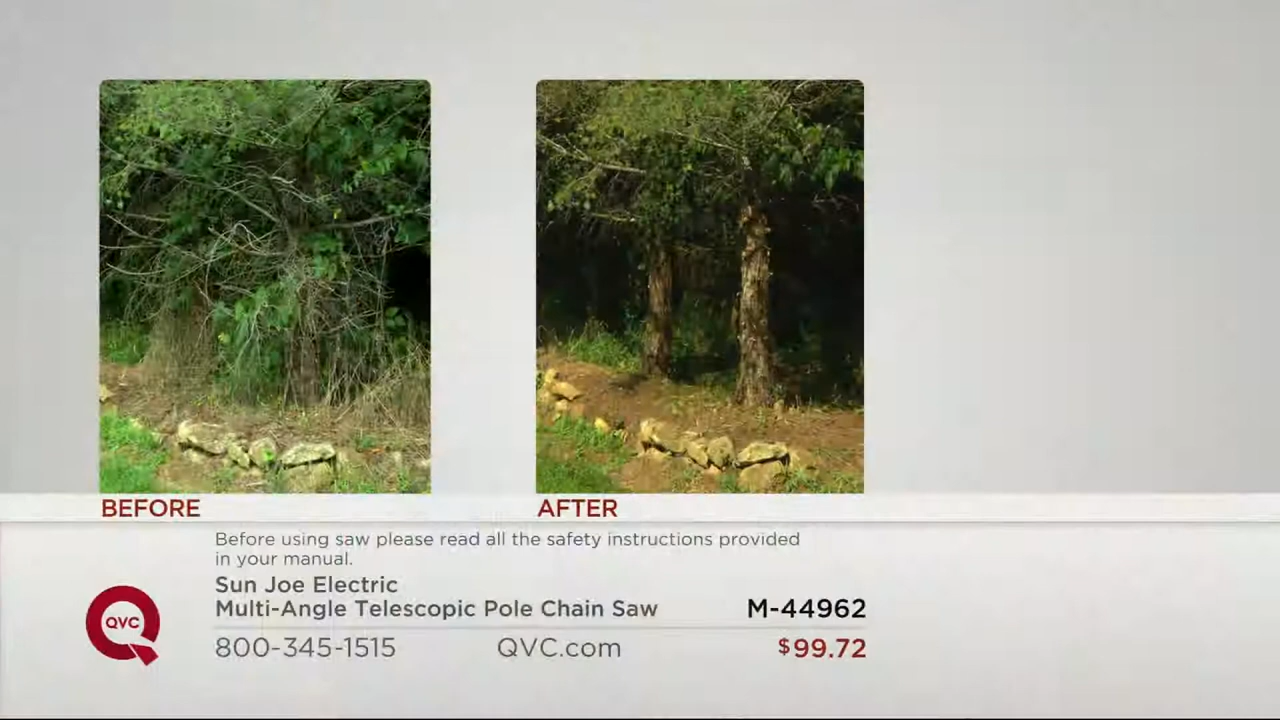 BEFORE
AFTER
Before using saw please read all the safety instructions provided
in your manual.
Sun Joe Electric
Multi-Angle Telescopic Pole Chain Saw
M-44962
QVC
800-345-1515
QVC.com
$99.72